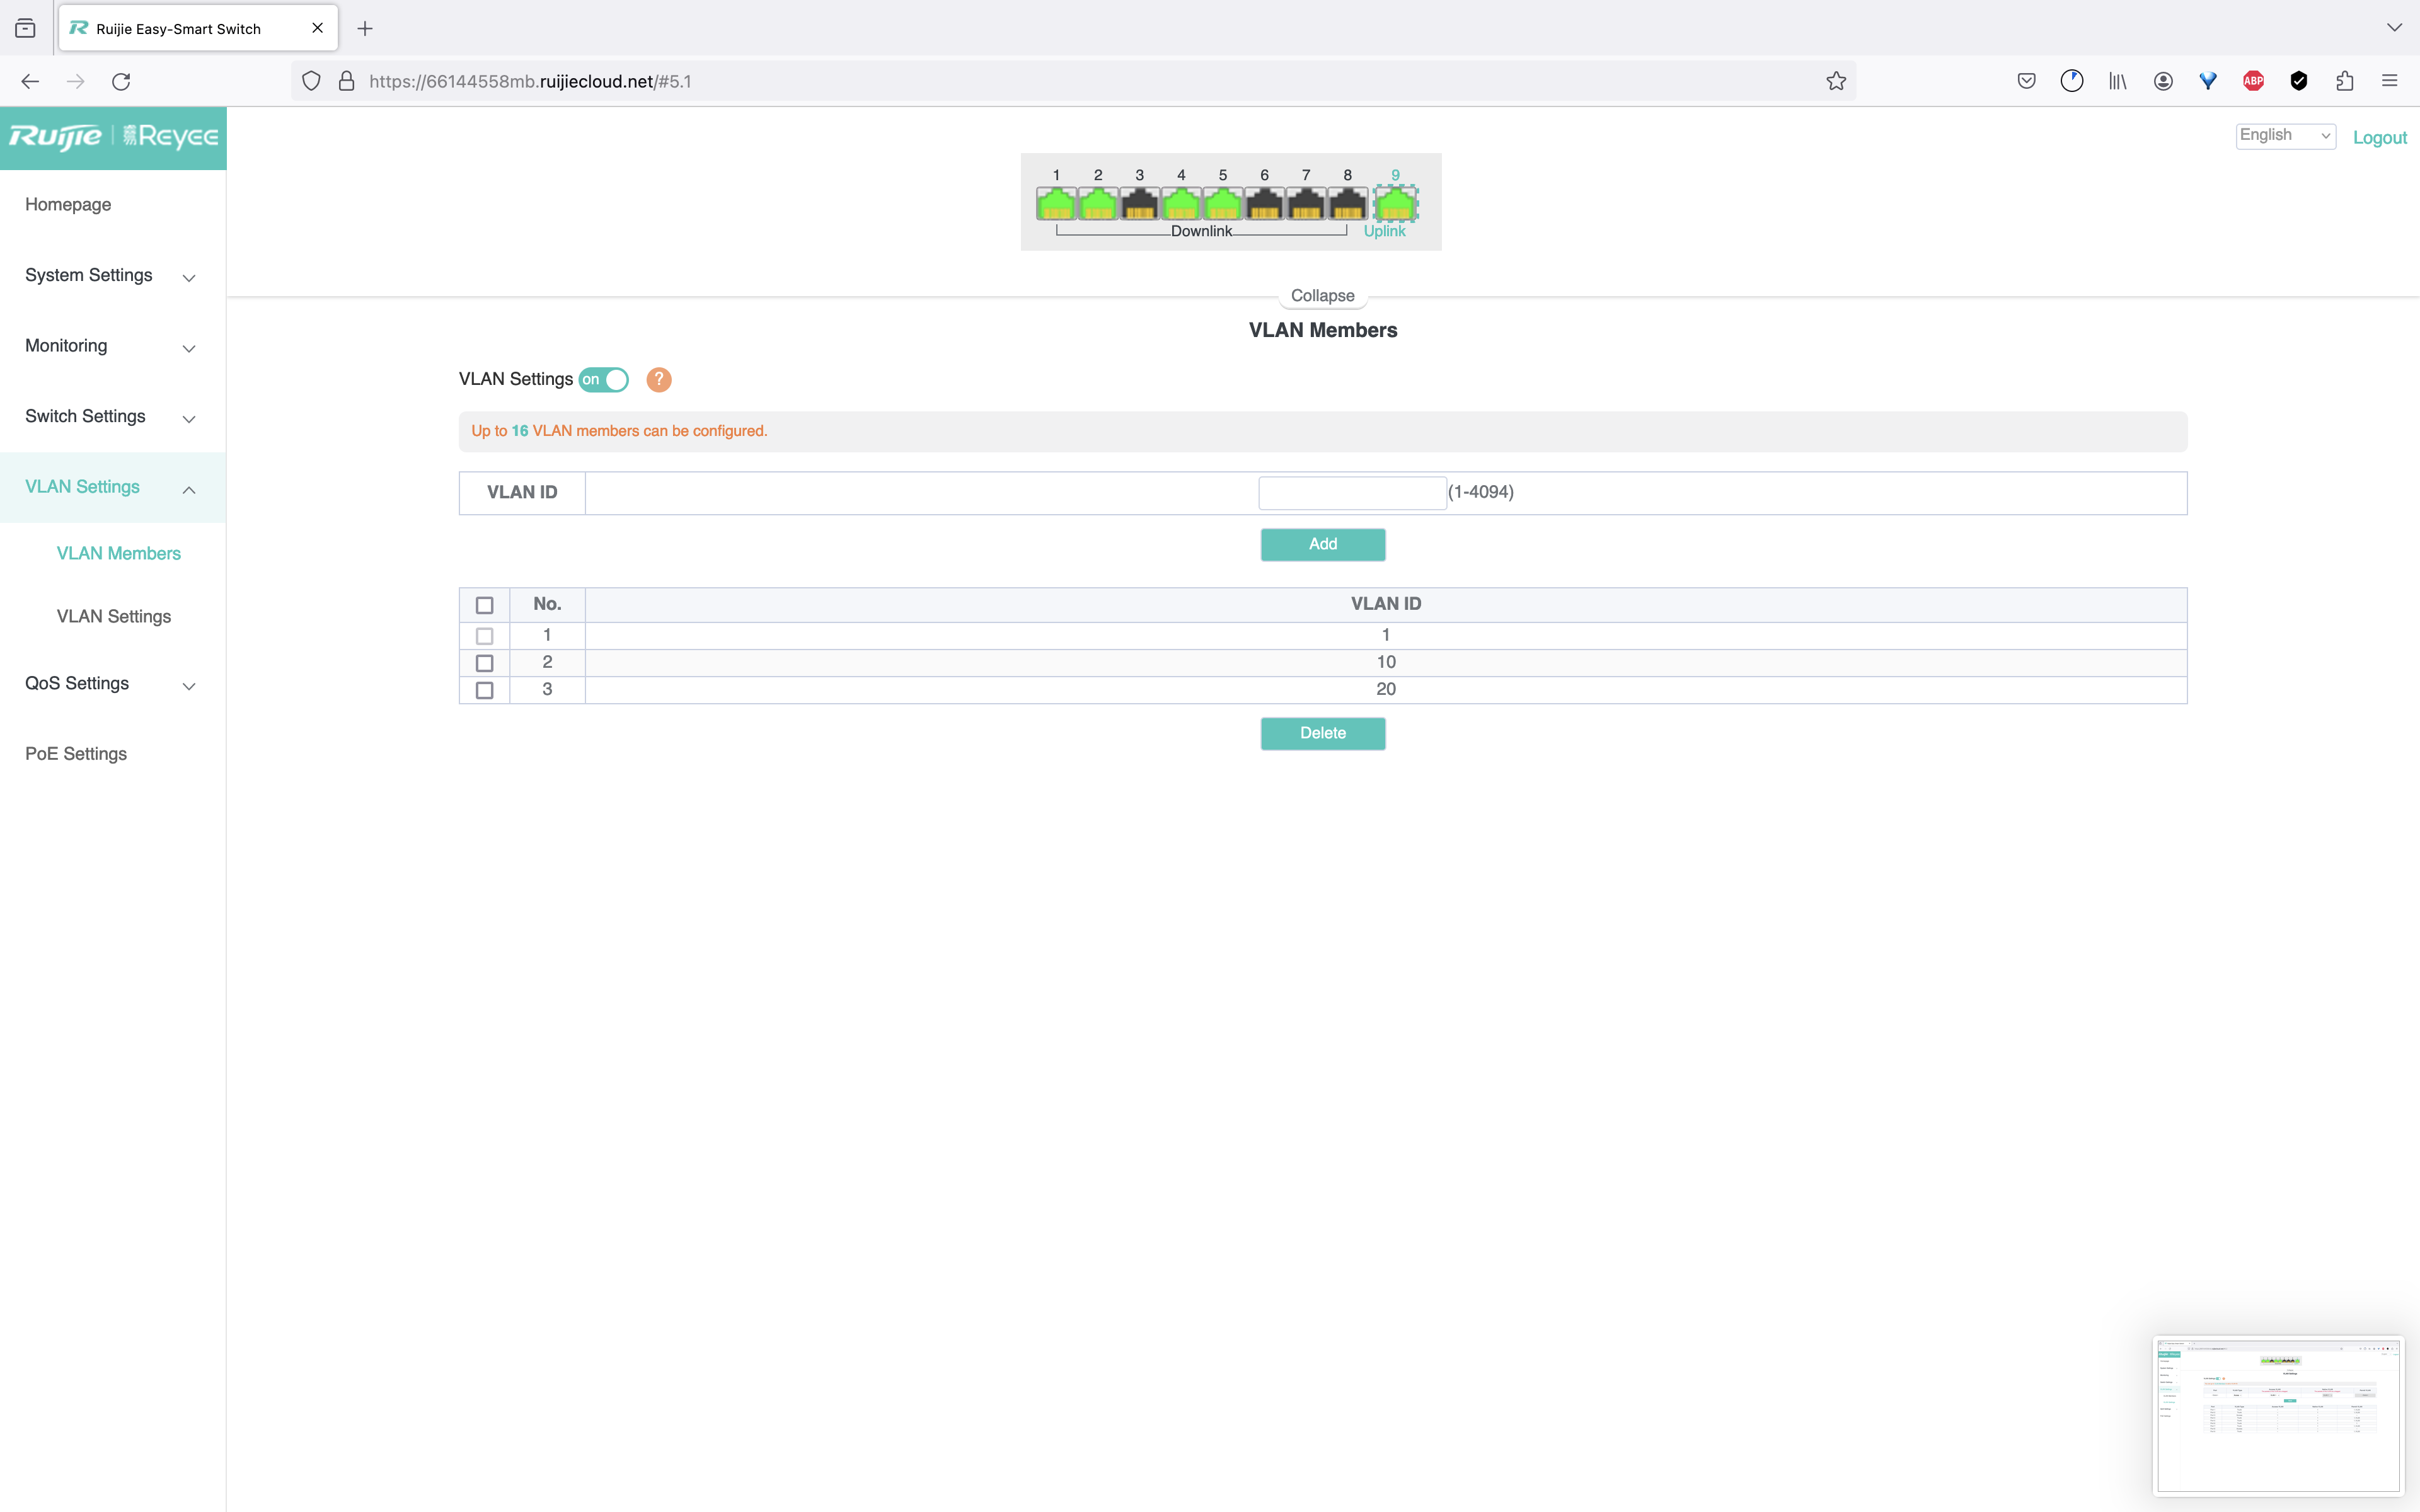 Ruijie Easy-Smart Switch
https://66144558mb.ruijiecloud.net/#5.1
ABP
Ruijie | Reyee
English
Logout
1 2 3 4 5 6 7 8 9
Downlink
Uplink
Collapse
Homepage
System Settings
Monitoring
Switch Settings
VLAN Settings
VLAN Members
VLAN Settings
QoS Settings
PoE Settings
VLAN Members
VLAN Settings on ?
Up to 16 VLAN members can be configured.
VLAN ID (1-4094)
Add
No. VLAN ID
1 1
2 10
3 20
Delete